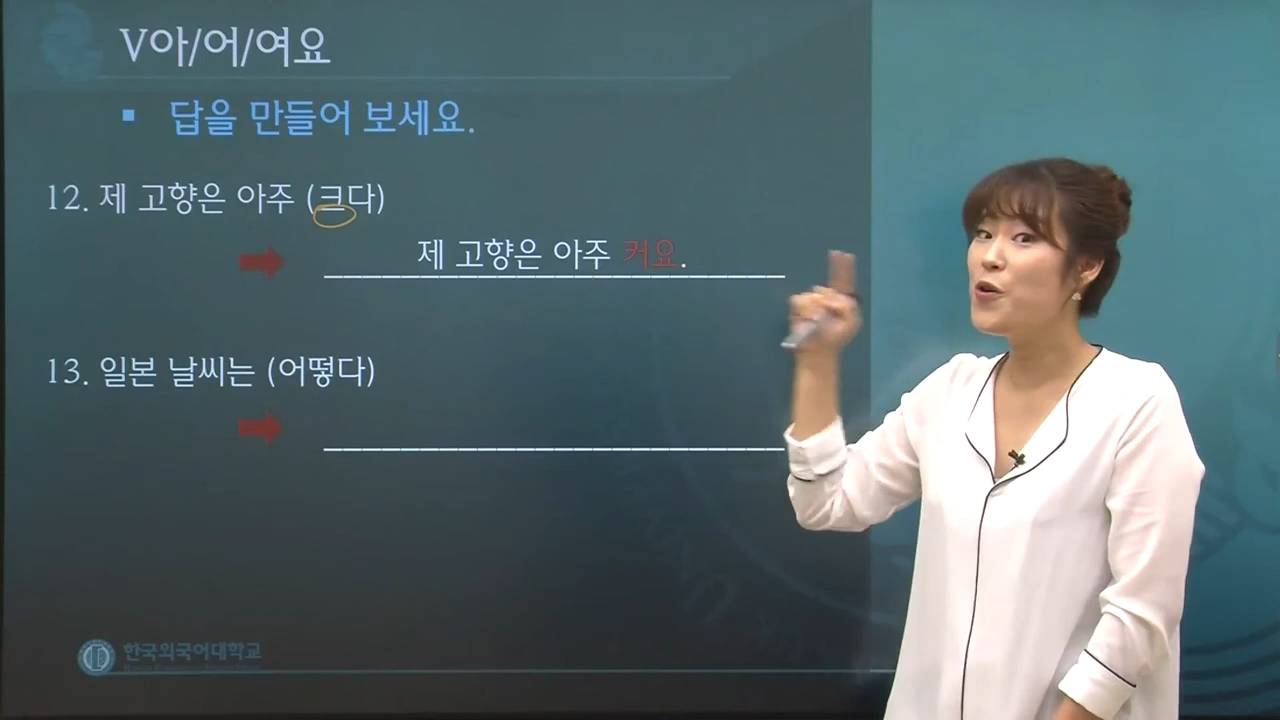 V아/어/여요
▪ 답을 만들어 보세요.
12. 제 고향은 아주 (크다)
제 고향은 아주 커요.
13. 일본 날씨는 (어떻다)
한국외국어대학교